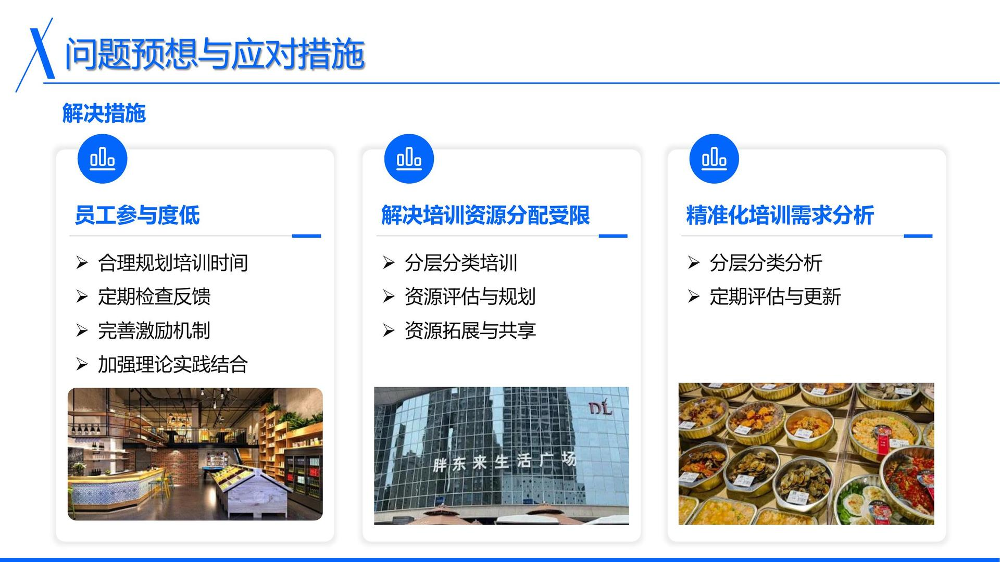 问题预想与应对措施
解决措施
员工参与度低
合理规划培训时间
定期检查反馈
完善激励机制
加强理论实践结合
解决培训资源分配受限
分层分类培训
资源评估与规划
资源拓展与共享
DL
胖东来生活广场
精准化培训需求分析
分层分类分析
定期评估与更新